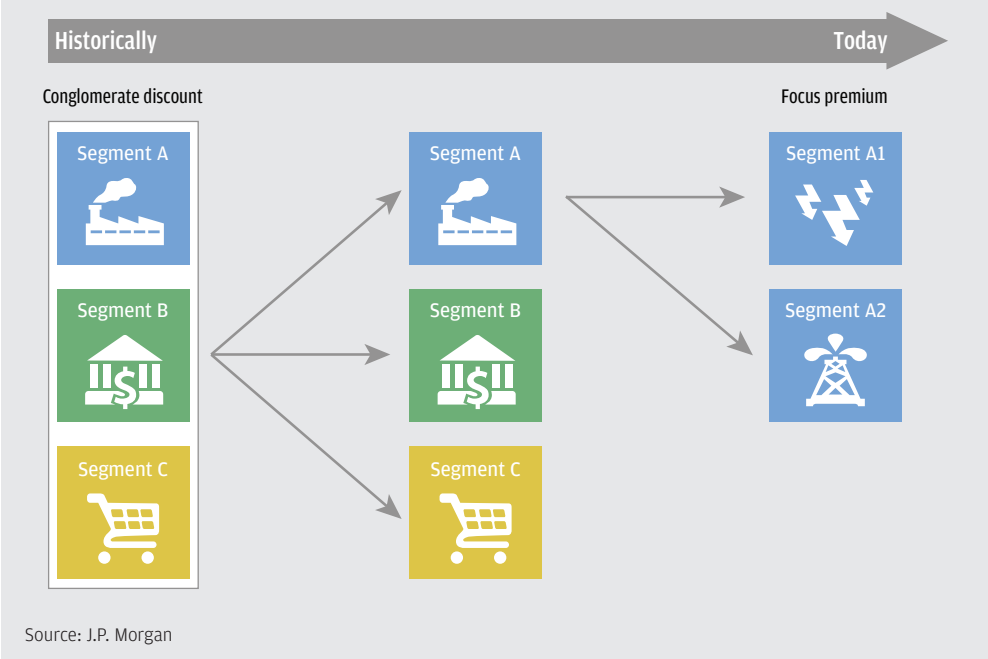 Historically
Today
Conglomerate discount
Focus premium
Segment A
Segment A
Segment A1
Segment B
Segment B
Segment A2
$
$
Segment C
Segment C
Source: J.P. Morgan